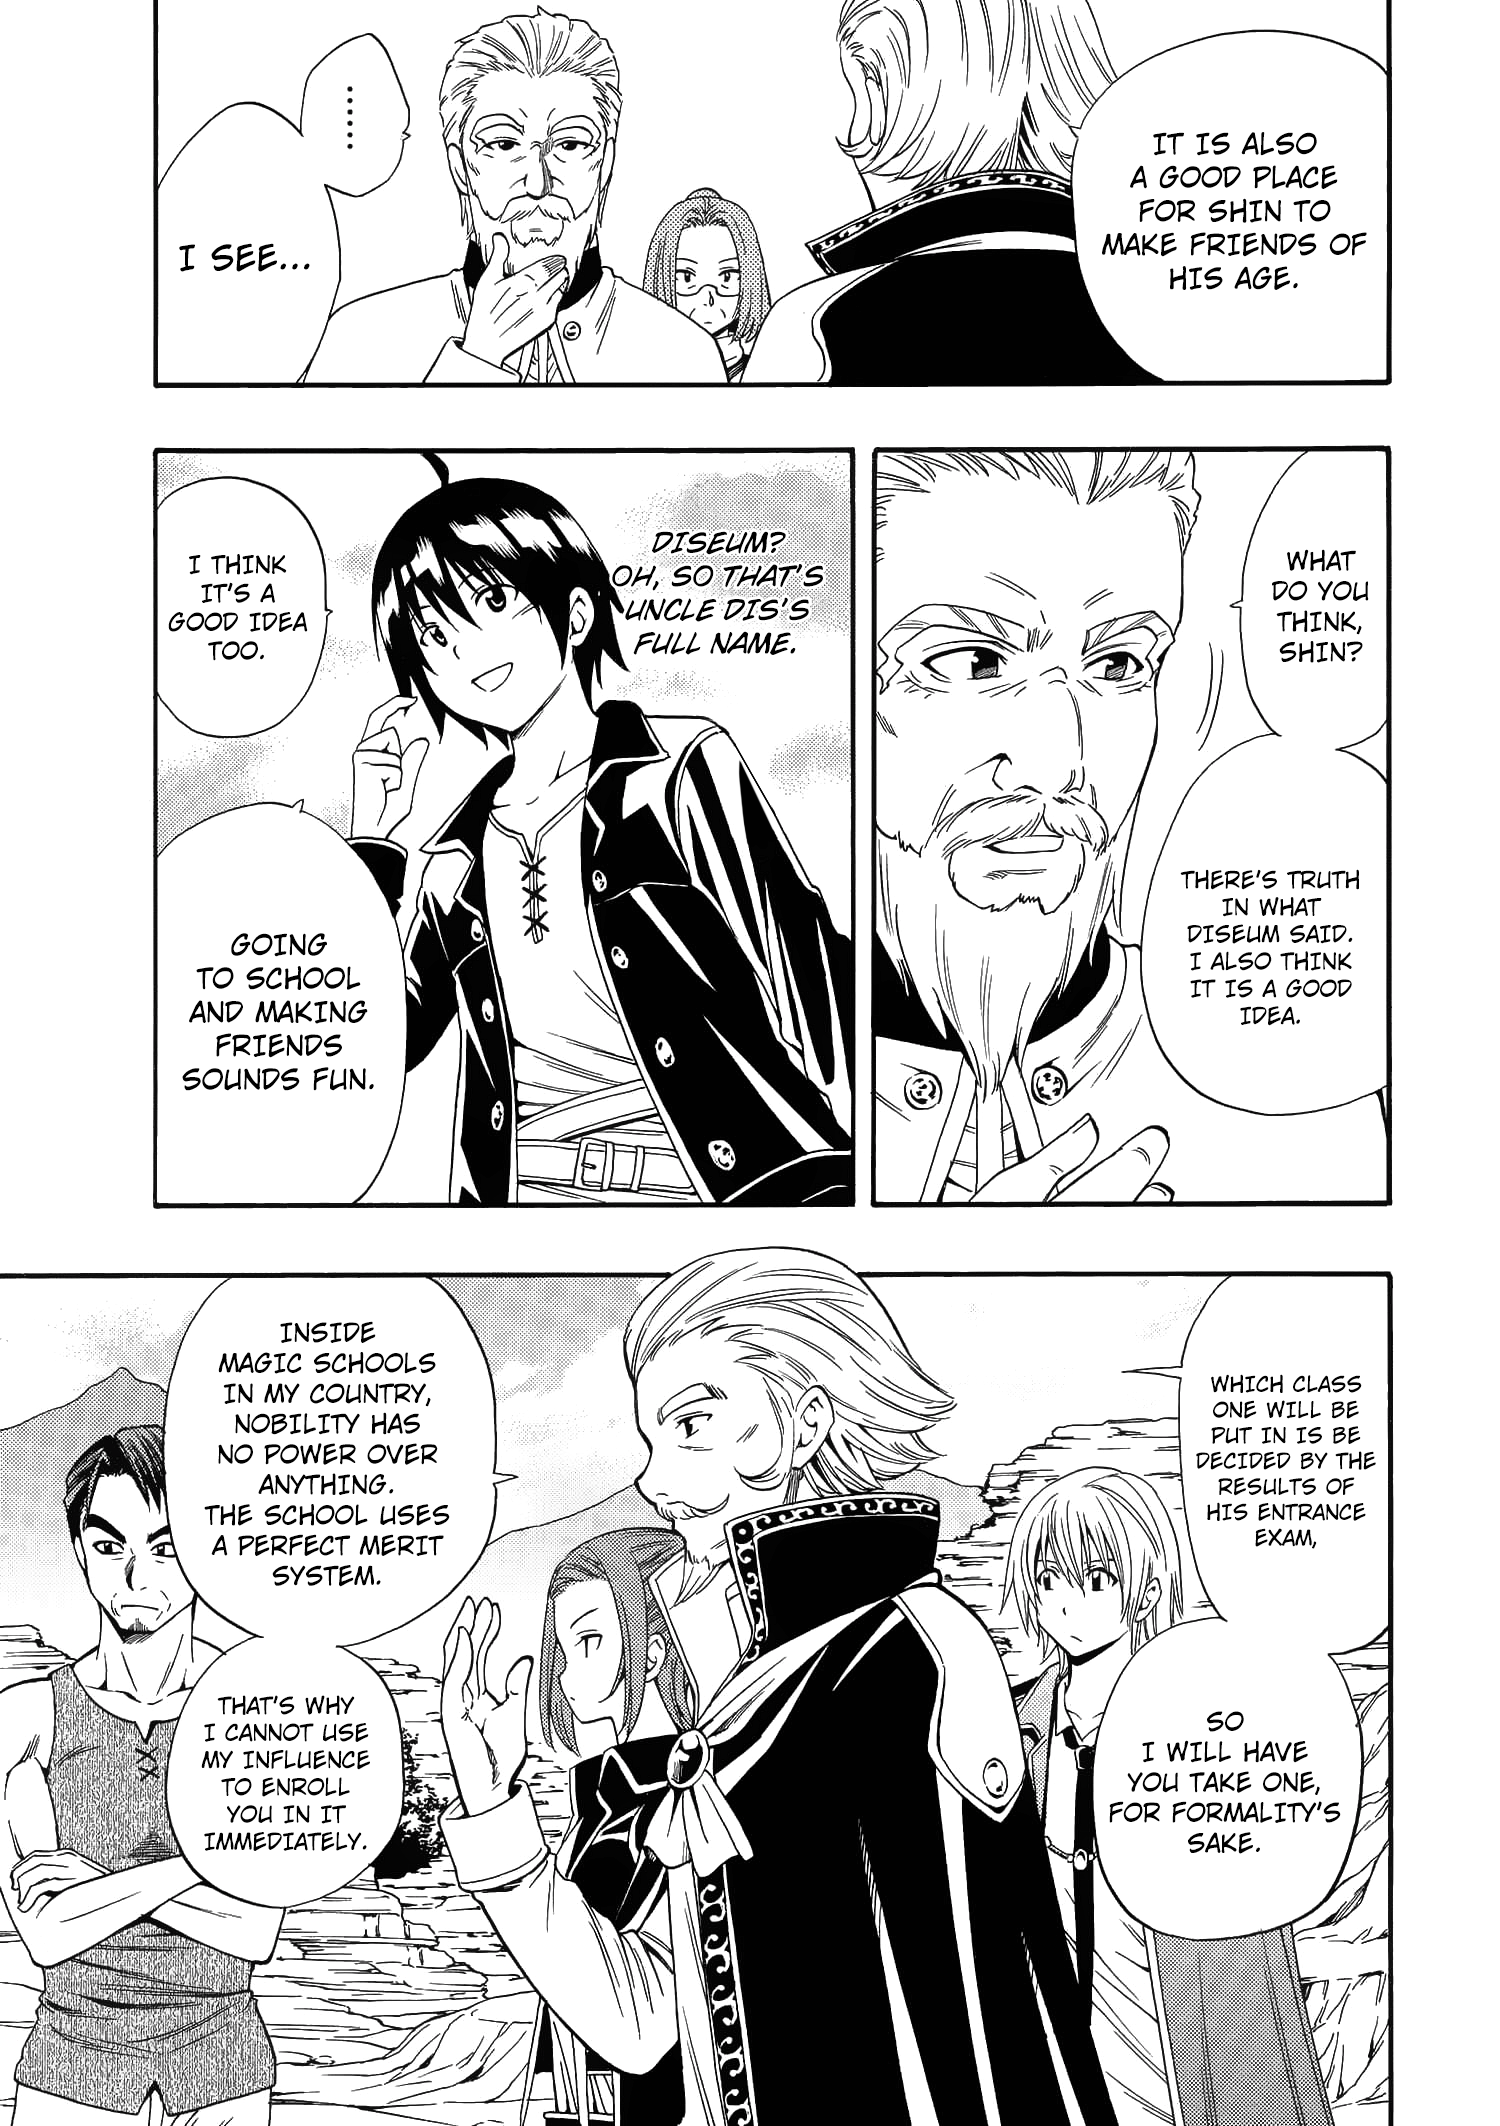 IT IS ALSO
A GOOD PLACE
FOR SHIN TO
MAKE FRIENDS OF
HIS AGE.
......
I SEE...
WHAT
DO YOU
THINK,
SHIN?
THERE'S TRUTH
IN WHAT
DISEUM SAID.
I ALSO THINK
IT IS A GOOD
IDEA.
DISEUM?
OH, SO THAT'S
UNCLE DIS'S
FULL NAME.
I THINK
IT'S A
GOOD IDEA
TOO.
GOING
TO SCHOOL
AND MAKING
FRIENDS
SOUNDS FUN.
WHICH CLASS
ONE WILL BE
PUT IN IS BE
DECIDED BY THE
RESULTS OF
HIS ENTRANCE
EXAM,
SO
I WILL HAVE
YOU TAKE ONE,
FOR FORMALITY'S
SAKE.
INSIDE
MAGIC SCHOOLS
IN MY COUNTRY,
NOBILITY HAS
NO POWER OVER
ANYTHING.
THE SCHOOL USES
A PERFECT MERIT
SYSTEM.
THAT'S WHY
I CANNOT USE
MY INFLUENCE
TO ENROLL
YOU IN IT
IMMEDIATELY.